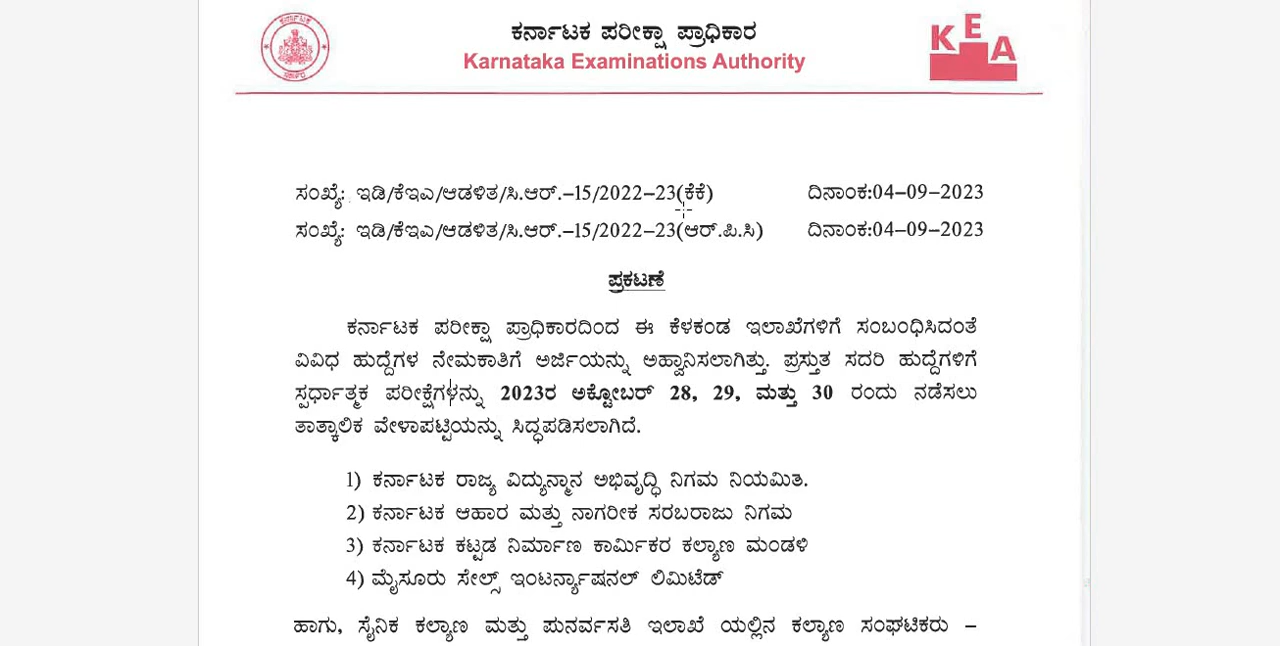 ಕರ್ನಾಟಕ ಪರೀಕ್ಷಾ ಪ್ರಾಧಿಕಾರ
Karnataka Examinations Authority
KEA
ಸಂಖ್ಯೆ: ಇಡಿ/ಕೆಇಎ/ಆಡಳಿತ/ಸಿ.ಆರ್.–15/2022–23(ಕೆಕೆ) ದಿನಾಂಕ:04–09–2023
ಸಂಖ್ಯೆ: ಇಡಿ/ಕೆಇಎ/ಆಡಳಿತ/ಸಿ.ಆರ್.–15/2022–23(ಆರ್.ಪಿ.ಸಿ) ದಿನಾಂಕ:04–09–2023
ಪ್ರಕಟಣೆ
ಕರ್ನಾಟಕ ಪರೀಕ್ಷಾ ಪ್ರಾಧಿಕಾರದಿಂದ ಈ ಕೆಳಕಂಡ ಇಲಾಖೆಗಳಿಗೆ ಸಂಬಂಧಿಸಿದಂತೆ
ವಿವಿಧ ಹುದ್ದೆಗಳ ನೇಮಕಾತಿಗೆ ಅರ್ಜಿಯನ್ನು ಅಹ್ವಾನಿಸಲಾಗಿತ್ತು. ಪ್ರಸ್ತುತ ಸದರಿ ಹುದ್ದೆಗಳಿಗೆ
ಸ್ಪರ್ಧಾತ್ಮಕ ಪರೀಕ್ಷೆಗಳನ್ನು 2023ರ ಅಕ್ಟೋಬರ್ 28, 29, ಮತ್ತು 30 ರಂದು ನಡೆಸಲು
ತಾತ್ಕಾಲಿಕ ವೇಳಾಪಟ್ಟಿಯನ್ನು ಸಿದ್ಧಪಡಿಸಲಾಗಿದೆ.
1) ಕರ್ನಾಟಕ ರಾಜ್ಯ ವಿದ್ಯುನ್ಮಾನ ಅಭಿವೃದ್ಧಿ ನಿಗಮ ನಿಯಮಿತ.
2) ಕರ್ನಾಟಕ ಆಹಾರ ಮತ್ತು ನಾಗರೀಕ ಸರಬರಾಜು ನಿಗಮ
3) ಕರ್ನಾಟಕ ಕಟ್ಟಡ ನಿರ್ಮಾಣ ಕಾರ್ಮಿಕರ ಕಲ್ಯಾಣ ಮಂಡಳಿ
4) ಮೈಸೂರು ಸೇಲ್ಸ್ ಇಂಟರ್ನ್ಯಾಷನಲ್ ಲಿಮಿಟೆಡ್
ಹಾಗು, ಸೈನಿಕ ಕಲ್ಯಾಣ ಮತ್ತು ಪುನರ್ವಸತಿ ಇಲಾಖೆ ಯಲ್ಲಿನ ಕಲ್ಯಾಣ ಸಂಘಟಿಕರು –